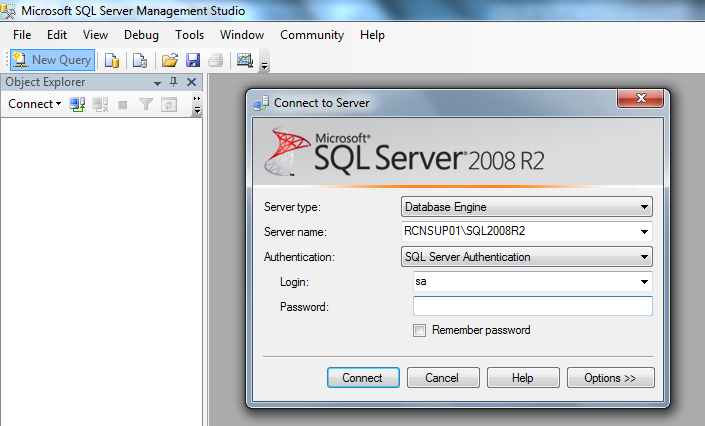 Microsoft SQL Server Management Studio
File Edit View Debug Tools Window Community Help
New Query
Object Explorer
Connect
Connect to Server
Microsoft®
SQL Server® 2008 R2
Server type: Database Engine
Server name: RCNSUP01\SQL2008R2
Authentication: SQL Server Authentication
Login: sa
Password:
Remember password
Connect Cancel Help Options >>